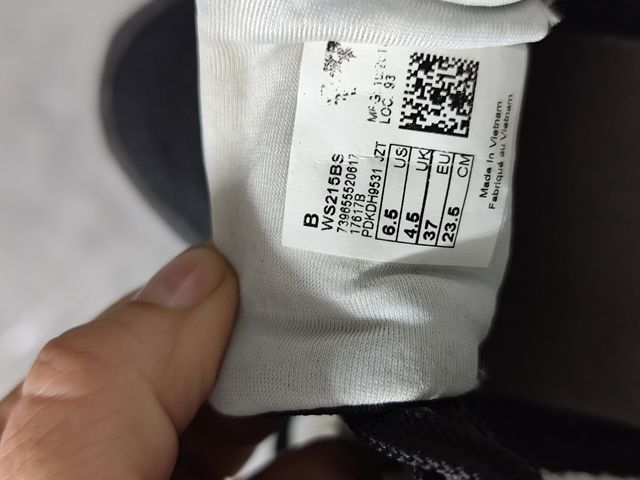 B
WS215BS
739655520617
17617B
PDKDH9531 JZT
6.5 US
4.5 UK
37 EU
23.5 CM
LOC: 93
Made in Vietnam
Fabriqué au Vietnam